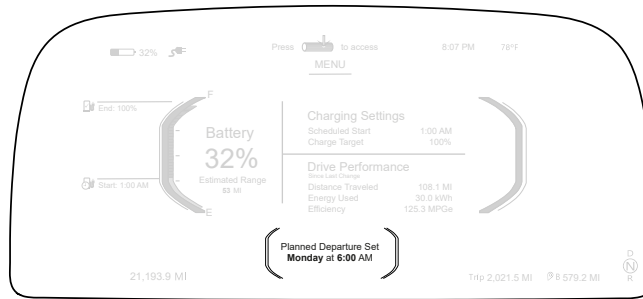 32%
Press to access
8:07 PM
78°F
MENU
F
End: 100%
Battery
32%
Estimated Range
53 MI
Start: 1:00 AM
E
Charging Settings
Scheduled Start 1:00 AM
Charge Target 100%
Drive Performance
Since Last Charge
Distance Traveled 108.1 MI
Energy Used 30.0 kWh
Efficiency 125.3 MPGe
Planned Departure Set
Monday at 6:00 AM
21,193.9 MI
Trip 2,021.5 MI
B 579.2 MI
D
N
R